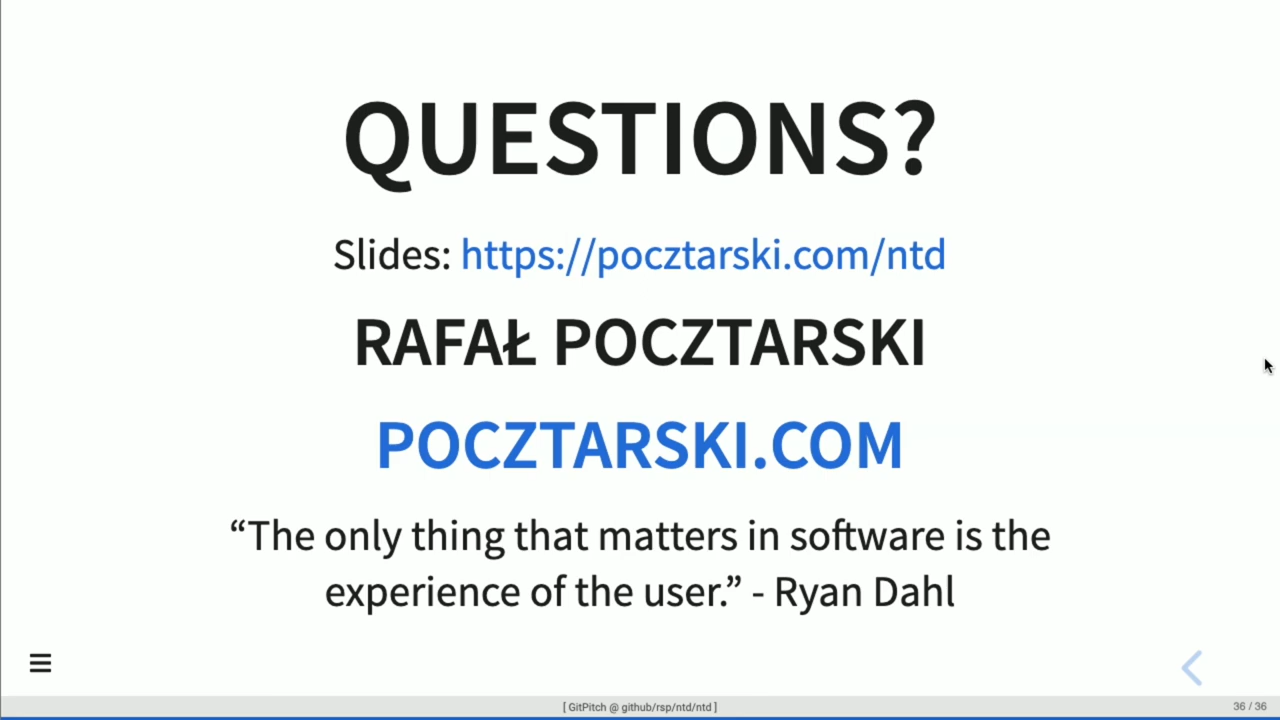 QUESTIONS?
Slides: https://pocztarski.com/ntd
RAFAŁ POCZTARSKI
POCZTARSKI.COM
“The only thing that matters in software is the
experience of the user.” - Ryan Dahl
[ GitPitch @ github/rsp/ntd/ntd ]
36 / 36